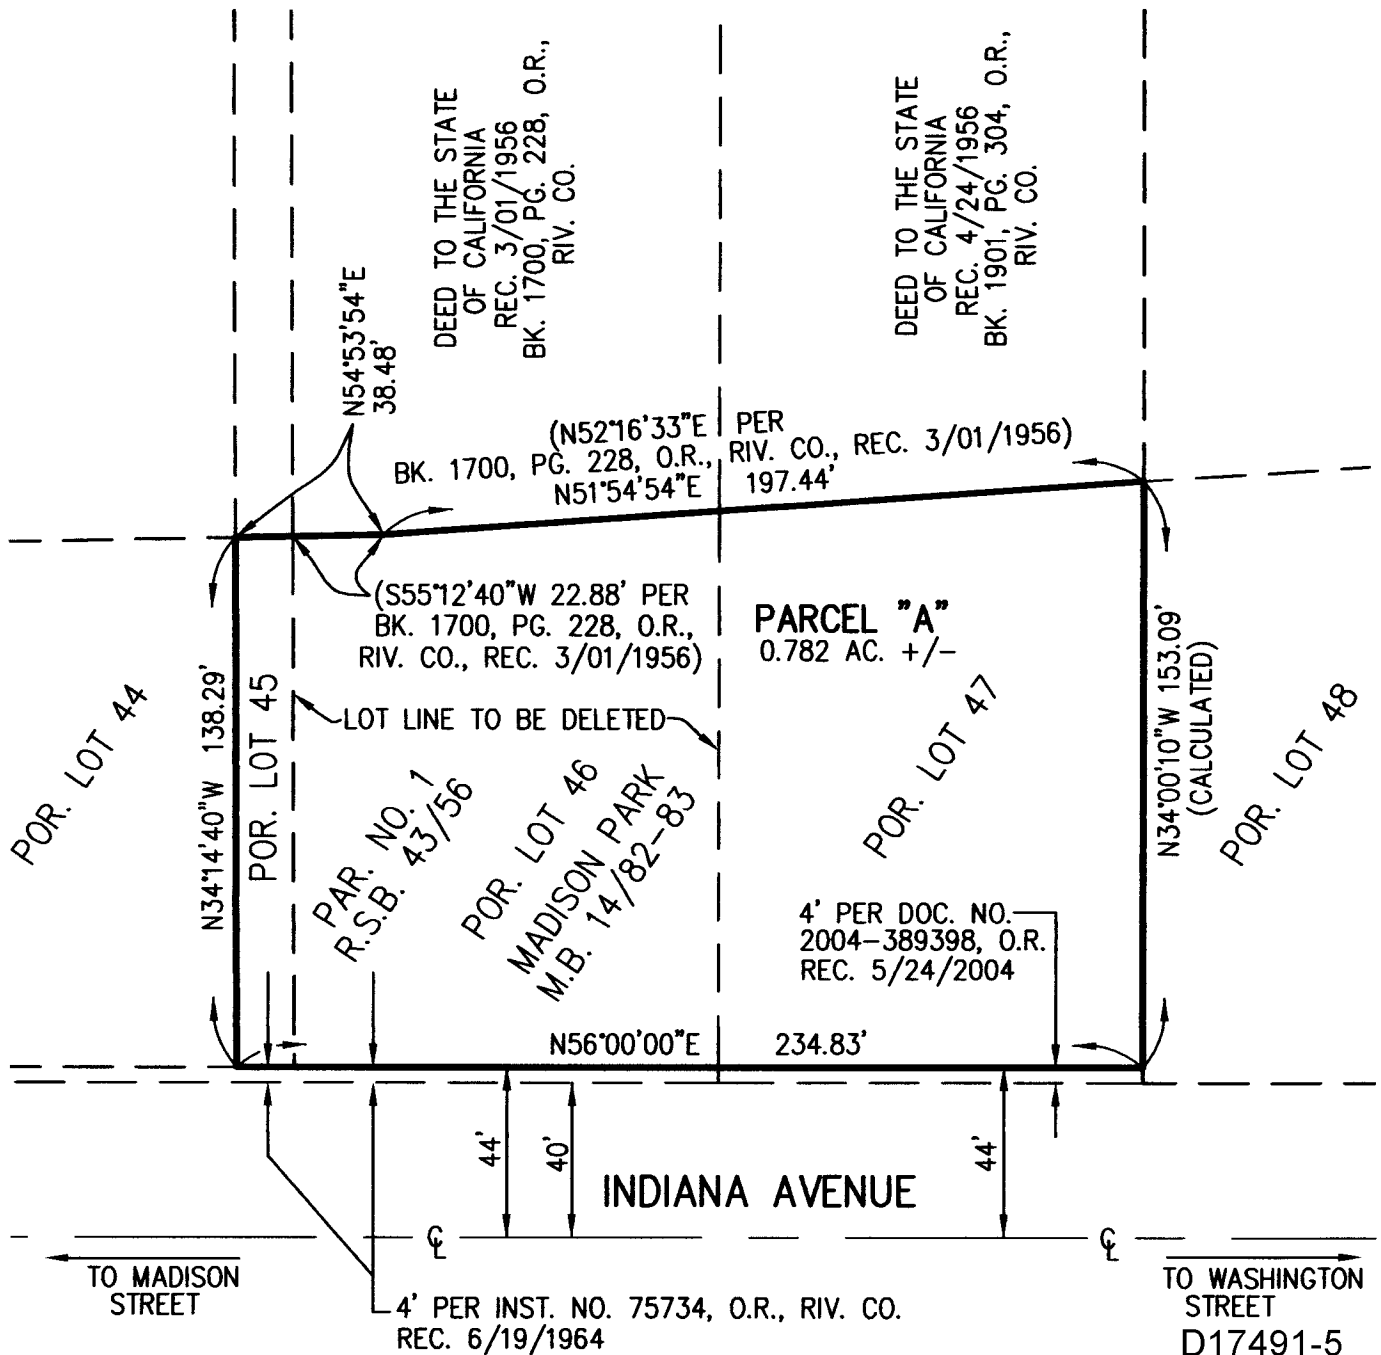 DEED TO THE STATE
OF CALIFORNIA
REC. 3/01/1956
BK. 1700, PG. 228, O.R.,
RIV. CO.
DEED TO THE STATE
OF CALIFORNIA
REC. 4/24/1956
BK. 1901, PG. 304, O.R.,
RIV. CO.
N54°53'54"E
38.48'
(N52°16'33"E PER
BK. 1700, PG. 228, O.R., RIV. CO., REC. 3/01/1956)
N51°54'54"E 197.44'
(S55°12'40"W 22.88' PER
BK. 1700, PG. 228, O.R.,
RIV. CO., REC. 3/01/1956)
PARCEL "A"
0.782 AC. +/-
LOT LINE TO BE DELETED
POR. LOT 44
N34°14'40"W 138.29'
POR. LOT 45
PAR. NO. 1
R.S.B. 43/56
POR. LOT 46
MADISON PARK
M.B. 14/82-83
POR. LOT 47
N34°00'10"W 153.09'
(CALCULATED)
POR. LOT 48
4' PER DOC. NO.
2004-389398, O.R.
REC. 5/24/2004
N56°00'00"E 234.83'
44'
40'
44'
INDIANA AVENUE
℄
℄
TO MADISON
STREET
TO WASHINGTON
STREET
4' PER INST. NO. 75734, O.R., RIV. CO.
REC. 6/19/1964
D17491-5